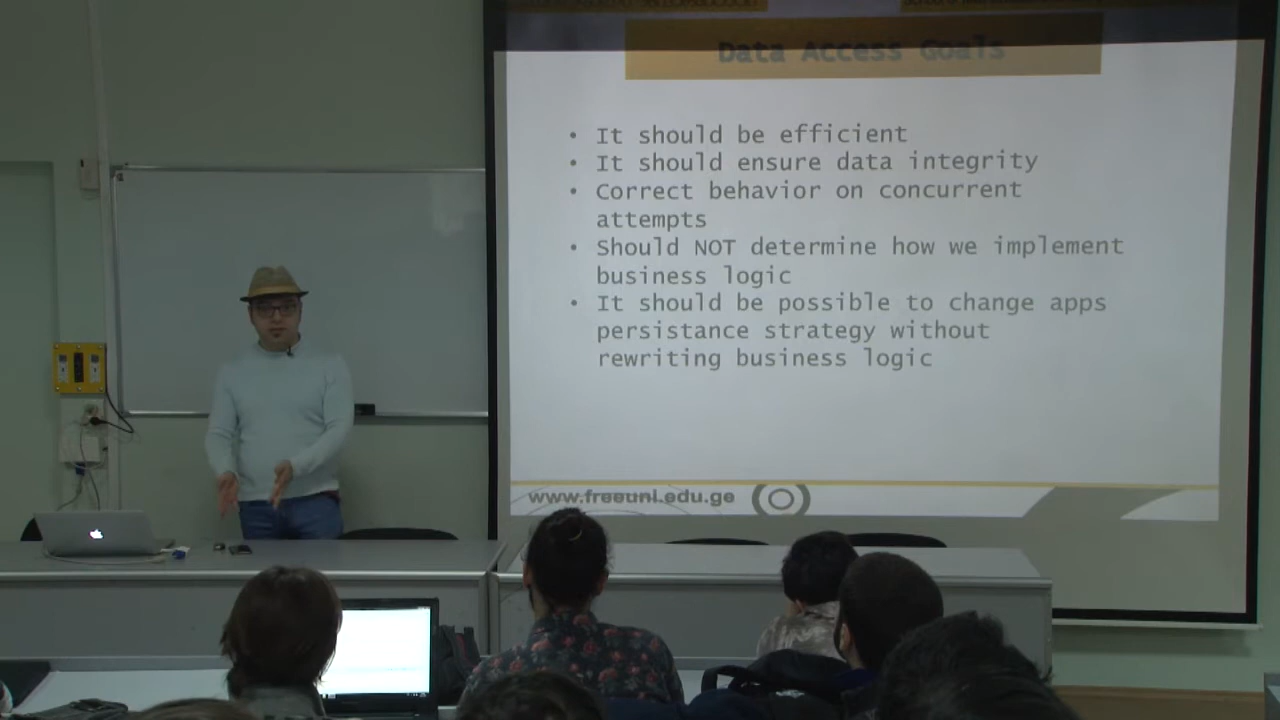 Data Access Goals
• It should be efficient
• It should ensure data integrity
• Correct behavior on concurrent
attempts
• Should NOT determine how we implement
business logic
• It should be possible to change apps
persistance strategy without
rewriting business logic
www.freeuni.edu.ge